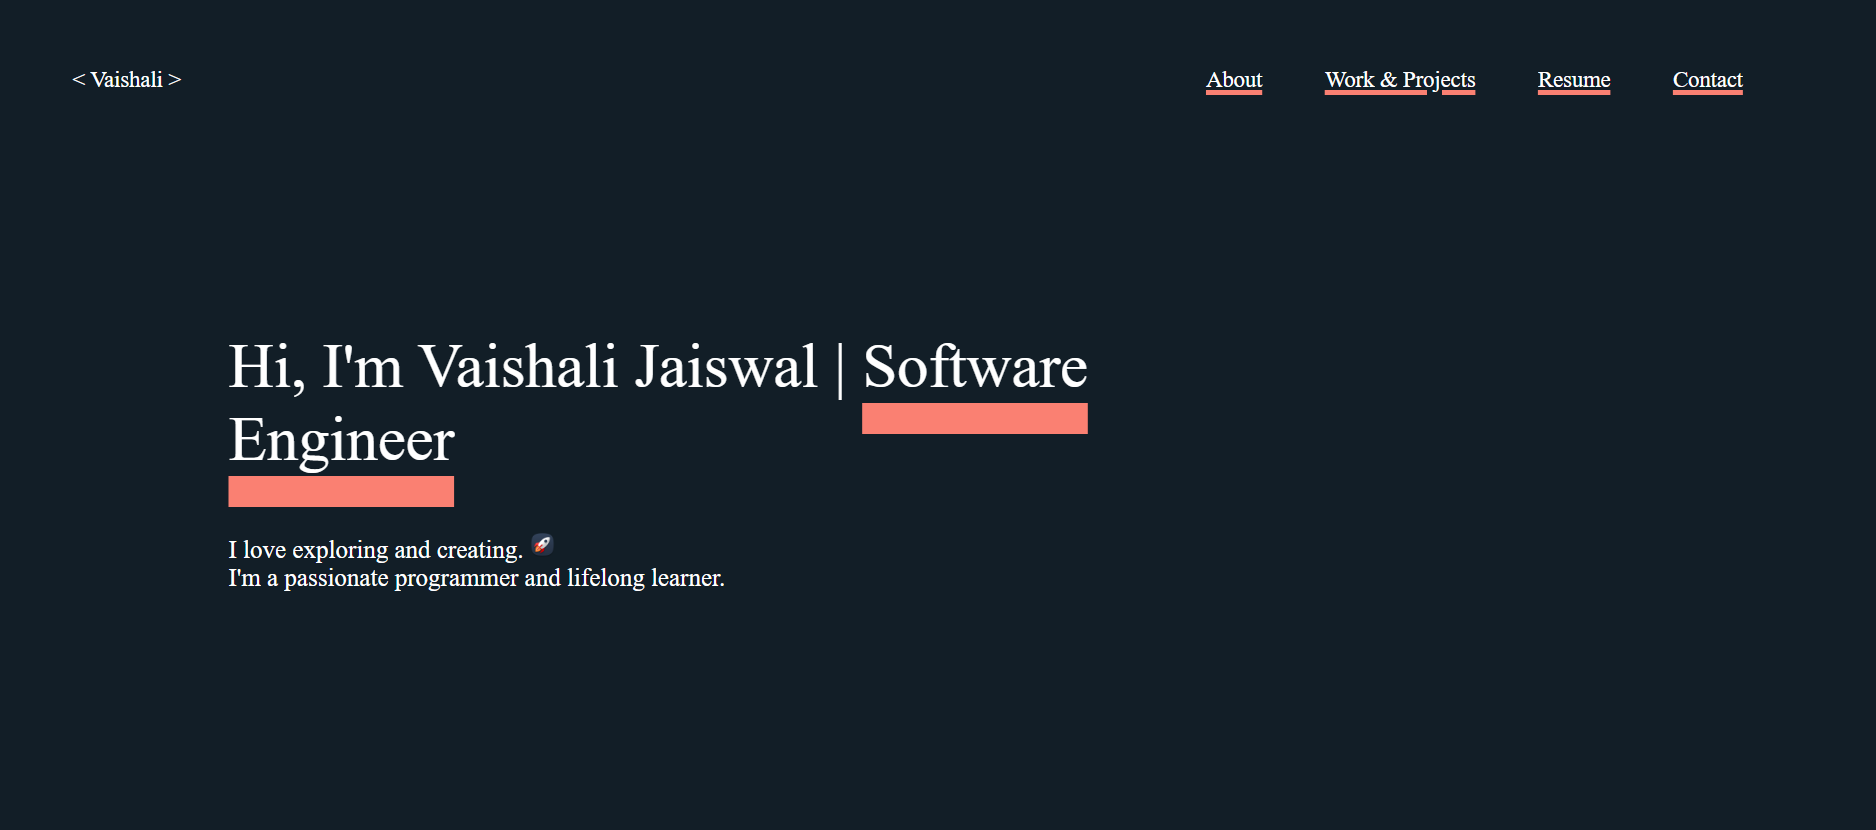 < Vaishali >
About
Work & Projects
Resume
Contact
Hi, I'm Vaishali Jaiswal | Software
Engineer
I love exploring and creating. 🚀
I'm a passionate programmer and lifelong learner.